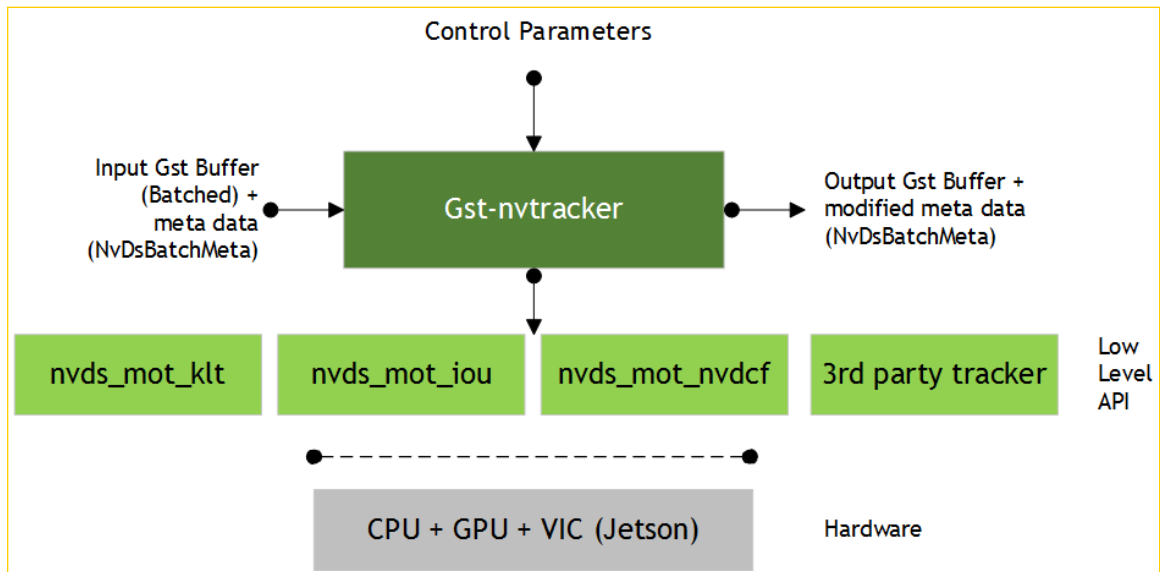 Control Parameters
Input Gst Buffer
(Batched) +
meta data
(NvDsBatchMeta)
Gst-nvtracker
Output Gst Buffer +
modified meta data
(NvDsBatchMeta)
nvds_mot_klt
nvds_mot_iou
nvds_mot_nvdcf
3rd party tracker
Low
Level
API
CPU + GPU + VIC (Jetson)
Hardware